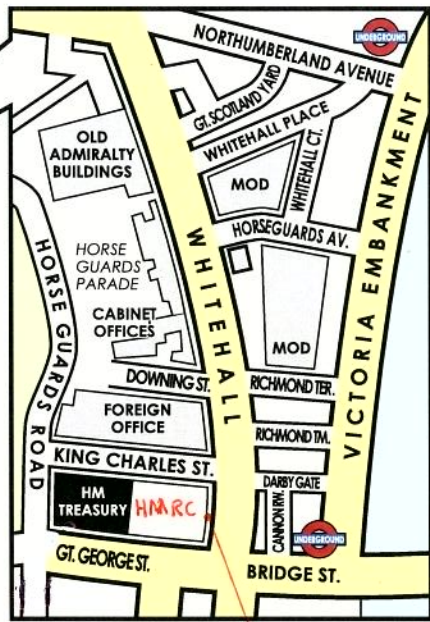 UNDERGROUND
NORTHUMBERLAND AVENUE
GT. SCOTLAND YARD
WHITEHALL PLACE
WHITEHALL CT.
OLD
ADMIRALTY
BUILDINGS
MOD
HORSEGUARDS AV.
VICTORIA EMBANKMENT
WHITEHALL
HORSE GUARDS ROAD
HORSE
GUARDS
PARADE
CABINET
OFFICES
MOD
DOWNING ST.
RICHMOND TER.
FOREIGN
OFFICE
RICHMOND TM.
KING CHARLES ST.
DARBY GATE
CANNON RW.
HM
TREASURY
HMRC
UNDERGROUND
GT. GEORGE ST.
BRIDGE ST.